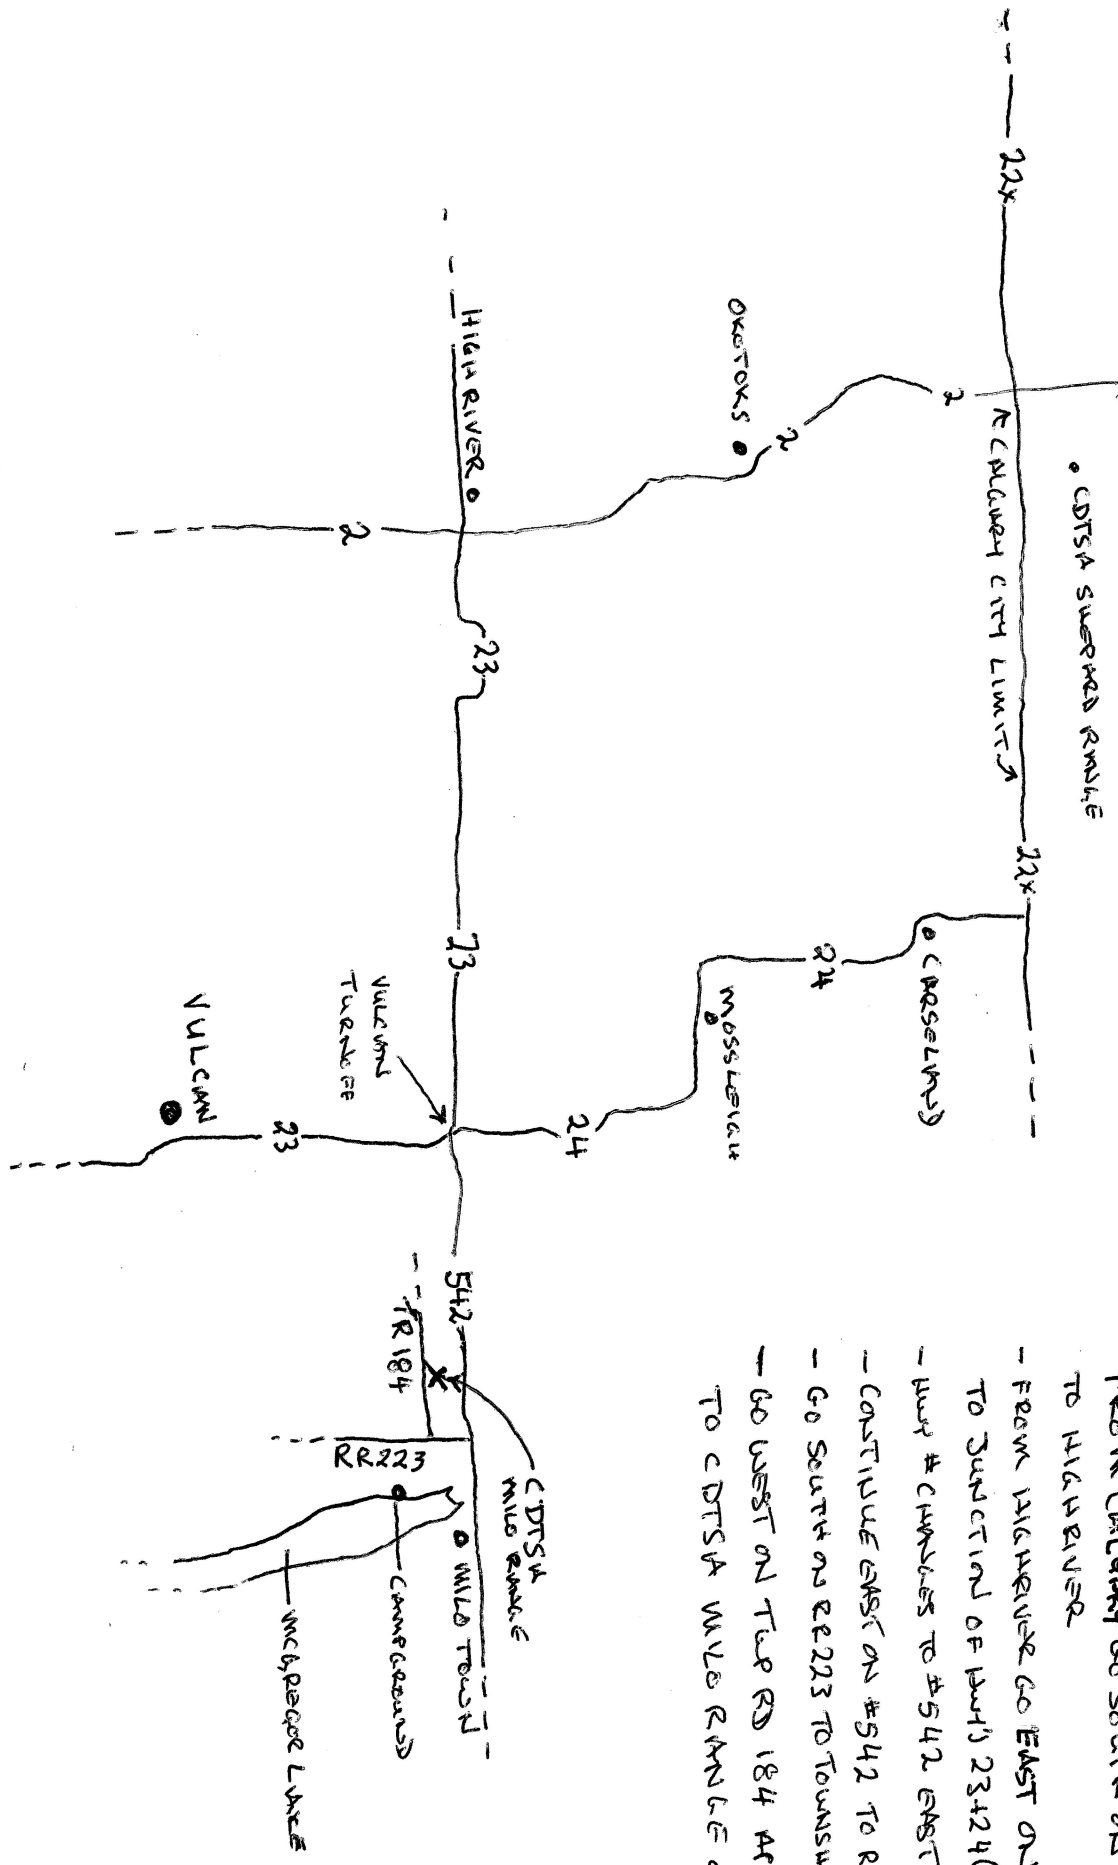 22x
2
CDTSA SHEPARD RANGE
CALGARY CITY LIMIT
22x
OKOTOKS
2
CARSELAND
24
MOSSLEIGH
24
HIGH RIVER
2
23
23
VULCAN
TURNOFF
VULCAN
23
542
TR 184
RR223
CDTSA
MILO RANGE
MILO TOWN
CAMPGROUND
MCGREGOR LAKE
TO HIGHRIVER
- FROM HIGHRIVER GO EAST ON
TO JUNCTION OF HWY'S 23+24(
- HWY # CHANGES TO #542 EAST
- CONTINUE EAST ON #542 TO R
- GO SOUTH ON RR223 TO TOWNSH
- GO WEST ON TWP RD 184 AP
TO CDTSA MILO RANGE